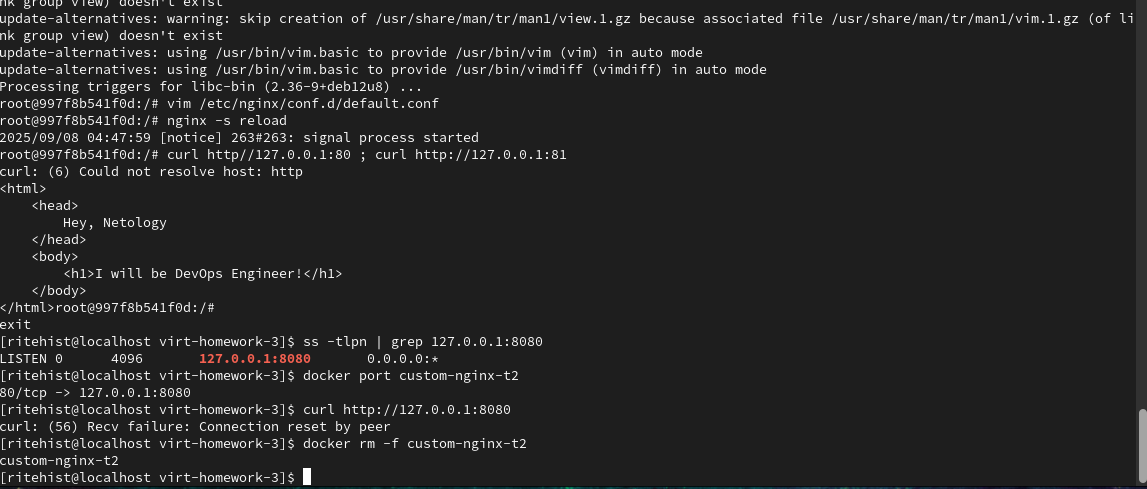 nk group view) doesn't exist
update-alternatives: warning: skip creation of /usr/share/man/tr/man1/view.1.gz because associated file /usr/share/man/tr/man1/vim.1.gz (of li
nk group view) doesn't exist
update-alternatives: using /usr/bin/vim.basic to provide /usr/bin/vim (vim) in auto mode
update-alternatives: using /usr/bin/vim.basic to provide /usr/bin/vimdiff (vimdiff) in auto mode
Processing triggers for libc-bin (2.36-9+deb12u8) ...
root@997f8b541f0d:/# vim /etc/nginx/conf.d/default.conf
root@997f8b541f0d:/# nginx -s reload
2025/09/08 04:47:59 [notice] 263#263: signal process started
root@997f8b541f0d:/# curl http//127.0.0.1:80 ; curl http://127.0.0.1:81
curl: (6) Could not resolve host: http
<html>
    <head>
        Hey, Netology
    </head>
    <body>
        <h1>I will be DevOps Engineer!</h1>
    </body>
</html>root@997f8b541f0d:/#
exit
[ritehist@localhost virt-homework-3]$ ss -tlpn | grep 127.0.0.1:8080
LISTEN 0      4096       127.0.0.1:8080       0.0.0.0:*
[ritehist@localhost virt-homework-3]$ docker port custom-nginx-t2
80/tcp -> 127.0.0.1:8080
[ritehist@localhost virt-homework-3]$ curl http://127.0.0.1:8080
curl: (56) Recv failure: Connection reset by peer
[ritehist@localhost virt-homework-3]$ docker rm -f custom-nginx-t2
custom-nginx-t2
[ritehist@localhost virt-homework-3]$